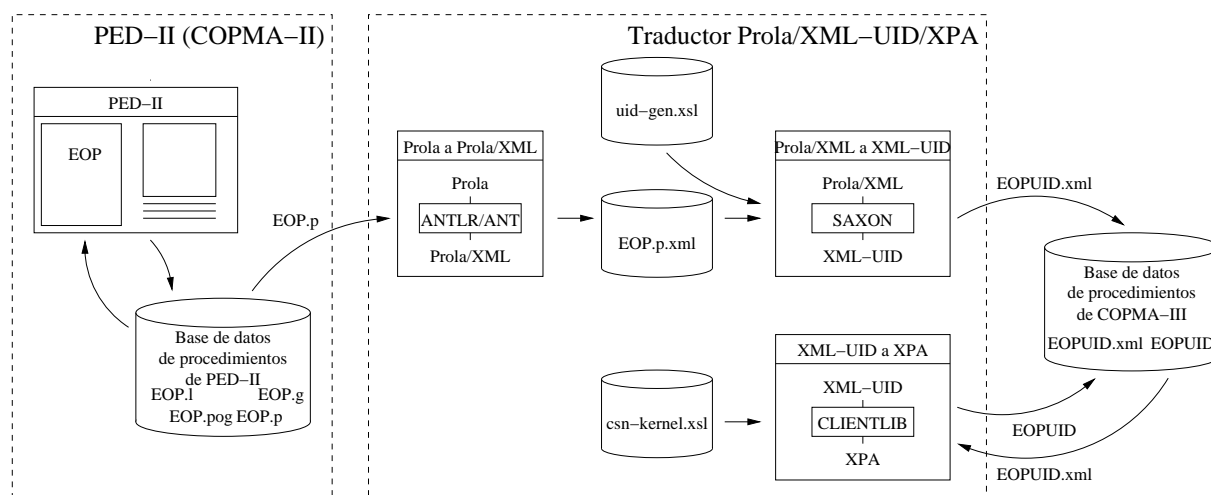 PED−II (COPMA−II)
PED−II
EOP
EOP.p
Base de datos
de procedimientos
de PED−II
EOP.l
EOP.g
EOP.pog EOP.p
Traductor Prola/XML−UID/XPA
uid−gen.xsl
Prola a Prola/XML
Prola
ANTLR/ANT
Prola/XML
EOP.p.xml
Prola/XML a XML−UID
Prola/XML
SAXON
XML−UID
EOPUID.xml
Base de datos
de procedimientos
de COPMA−III
EOPUID.xml EOPUID
csn−kernel.xsl
XML−UID a XPA
XML−UID
CLIENTLIB
XPA
EOPUID
EOPUID.xml